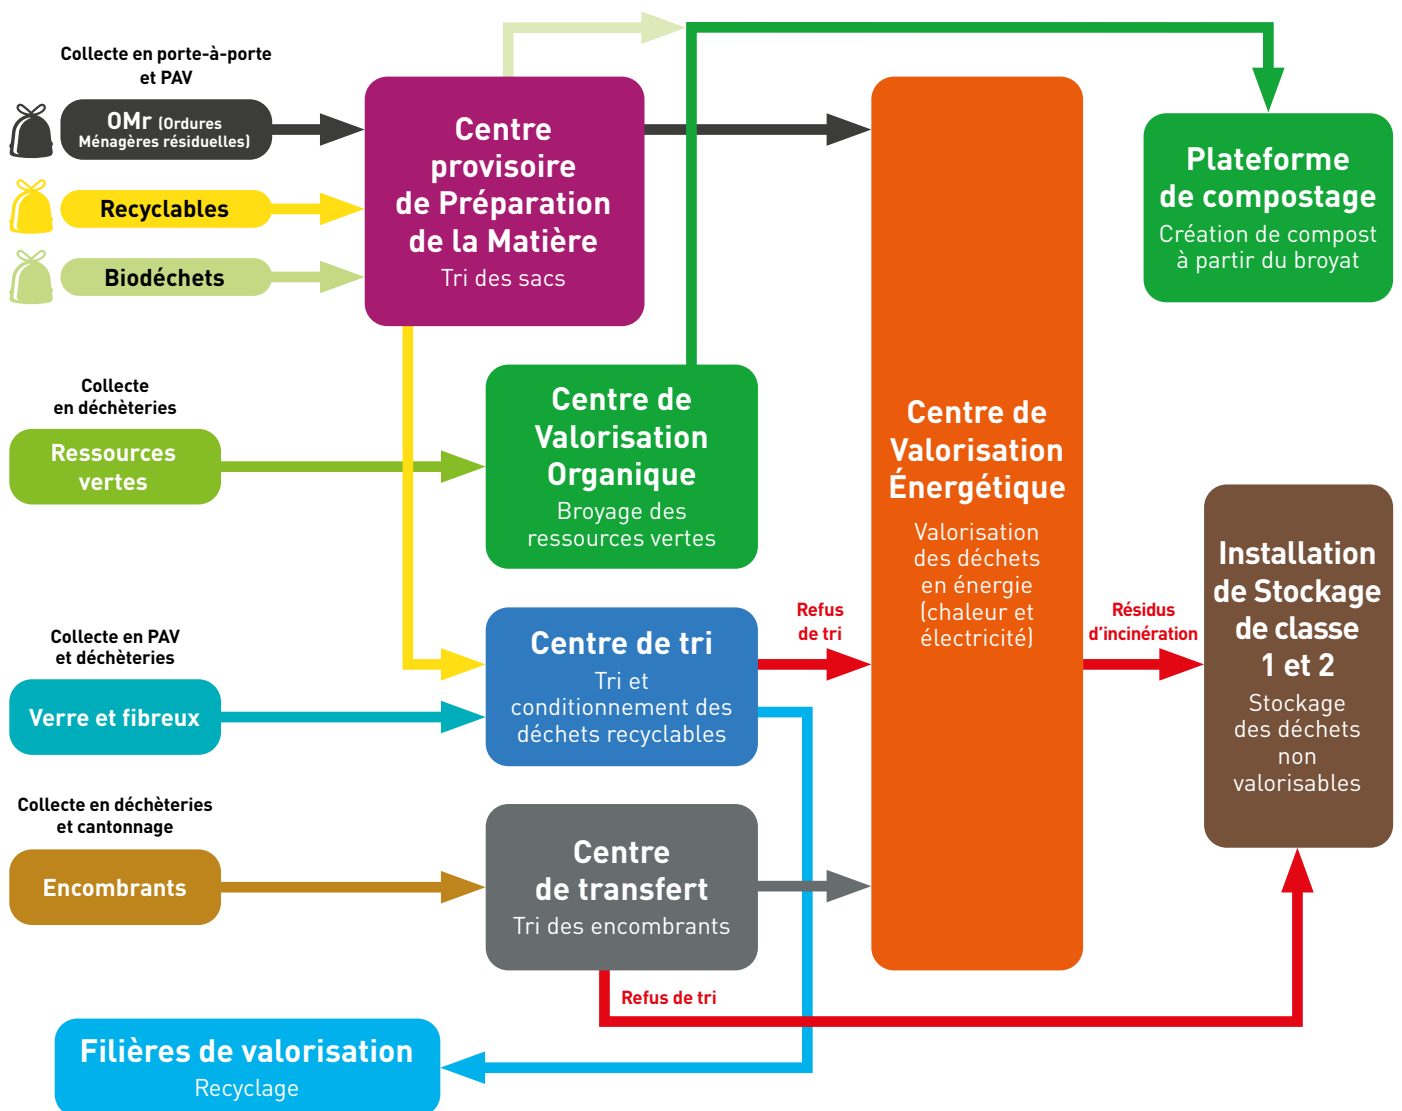 Collecte en porte-à-porte
et PAV
OMr (Ordures
Ménagères résiduelles)
Recyclables
Biodéchets
Centre
provisoire
de Préparation
de la Matière
Tri des sacs
Plateforme
de compostage
Création de compost
à partir du broyat
Collecte
en déchèteries
Ressources
vertes
Centre de
Valorisation
Organique
Broyage des
ressources vertes
Centre de
Valorisation
Énergétique
Valorisation
des déchets
en énergie
(chaleur et
électricité)
Collecte en PAV
et déchèteries
Verre et fibreux
Centre de tri
Tri et
conditionnement des
déchets recyclables
Refus
de tri
Résidus
d’incinération
Installation
de Stockage
de classe
1 et 2
Stockage
des déchets
non
valorisables
Collecte en déchèteries
et cantonnage
Encombrants
Centre
de transfert
Tri des encombrants
Refus de tri
Filières de valorisation
Recyclage